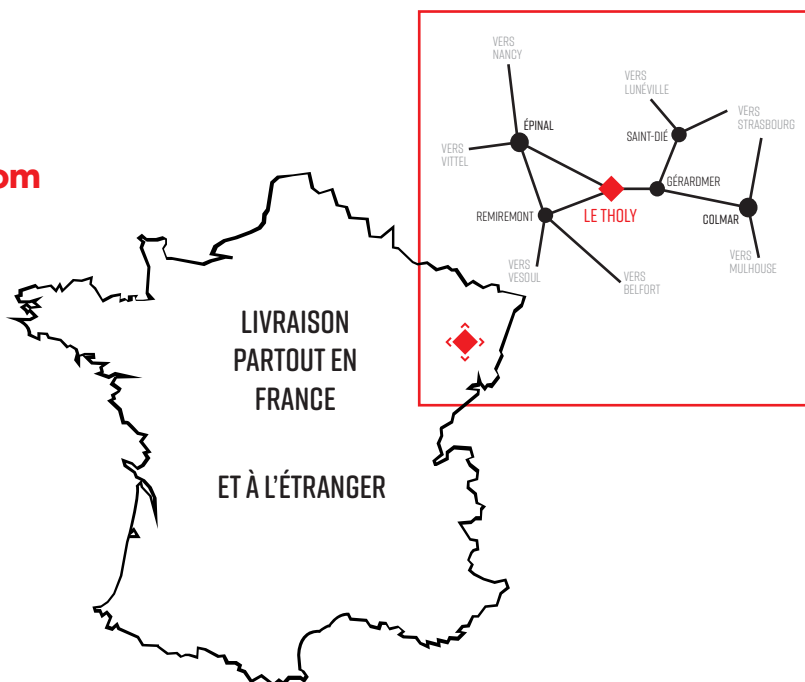 om
VERS
NANCY
VERS
LUNÉVILLE
VERS
STRASBOURG
ÉPINAL
SAINT-DIÉ
VERS
VITTEL
GÉRARDMER
REMIREMONT
LE THOLY
COLMAR
VERS
VESOUL
VERS
BELFORT
VERS
MULHOUSE
LIVRAISON
PARTOUT EN
FRANCE
ET À L'ÉTRANGER